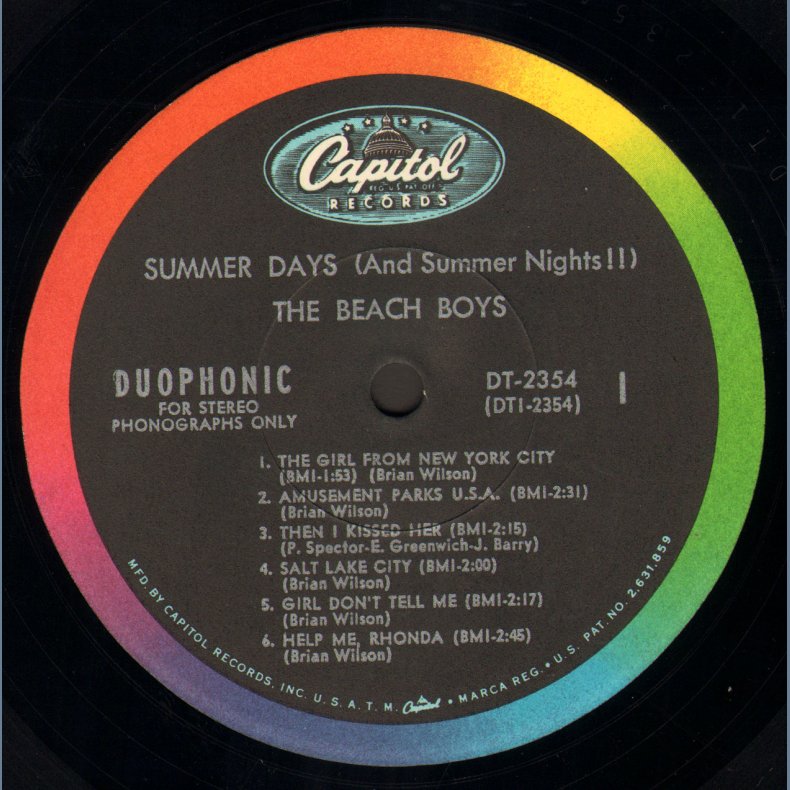 Capitol
REG. U.S. PAT. OFF.
RECORDS
SUMMER DAYS (And Summer Nights!!)
THE BEACH BOYS
DUOPHONIC
FOR STEREO
PHONOGRAPHS ONLY
DT-2354
(DT1-2354)
1
1. THE GIRL FROM NEW YORK CITY
(BMI-1:53) (Brian Wilson)
2. AMUSEMENT PARKS U.S.A. (BMI-2:31)
(Brian Wilson)
3. THEN I KISSED HER (BMI-2:15)
(P. Spector-E. Greenwich-J. Barry)
4. SALT LAKE CITY (BMI-2:00)
(Brian Wilson)
5. GIRL DON'T TELL ME (BMI-2:17)
(Brian Wilson)
6. HELP ME, RHONDA (BMI-2:45)
(Brian Wilson)
MFD. BY CAPITOL RECORDS, INC. U.S.A. T.M. Capitol • MARCA REG. • U.S. PAT. NO. 2,631,859